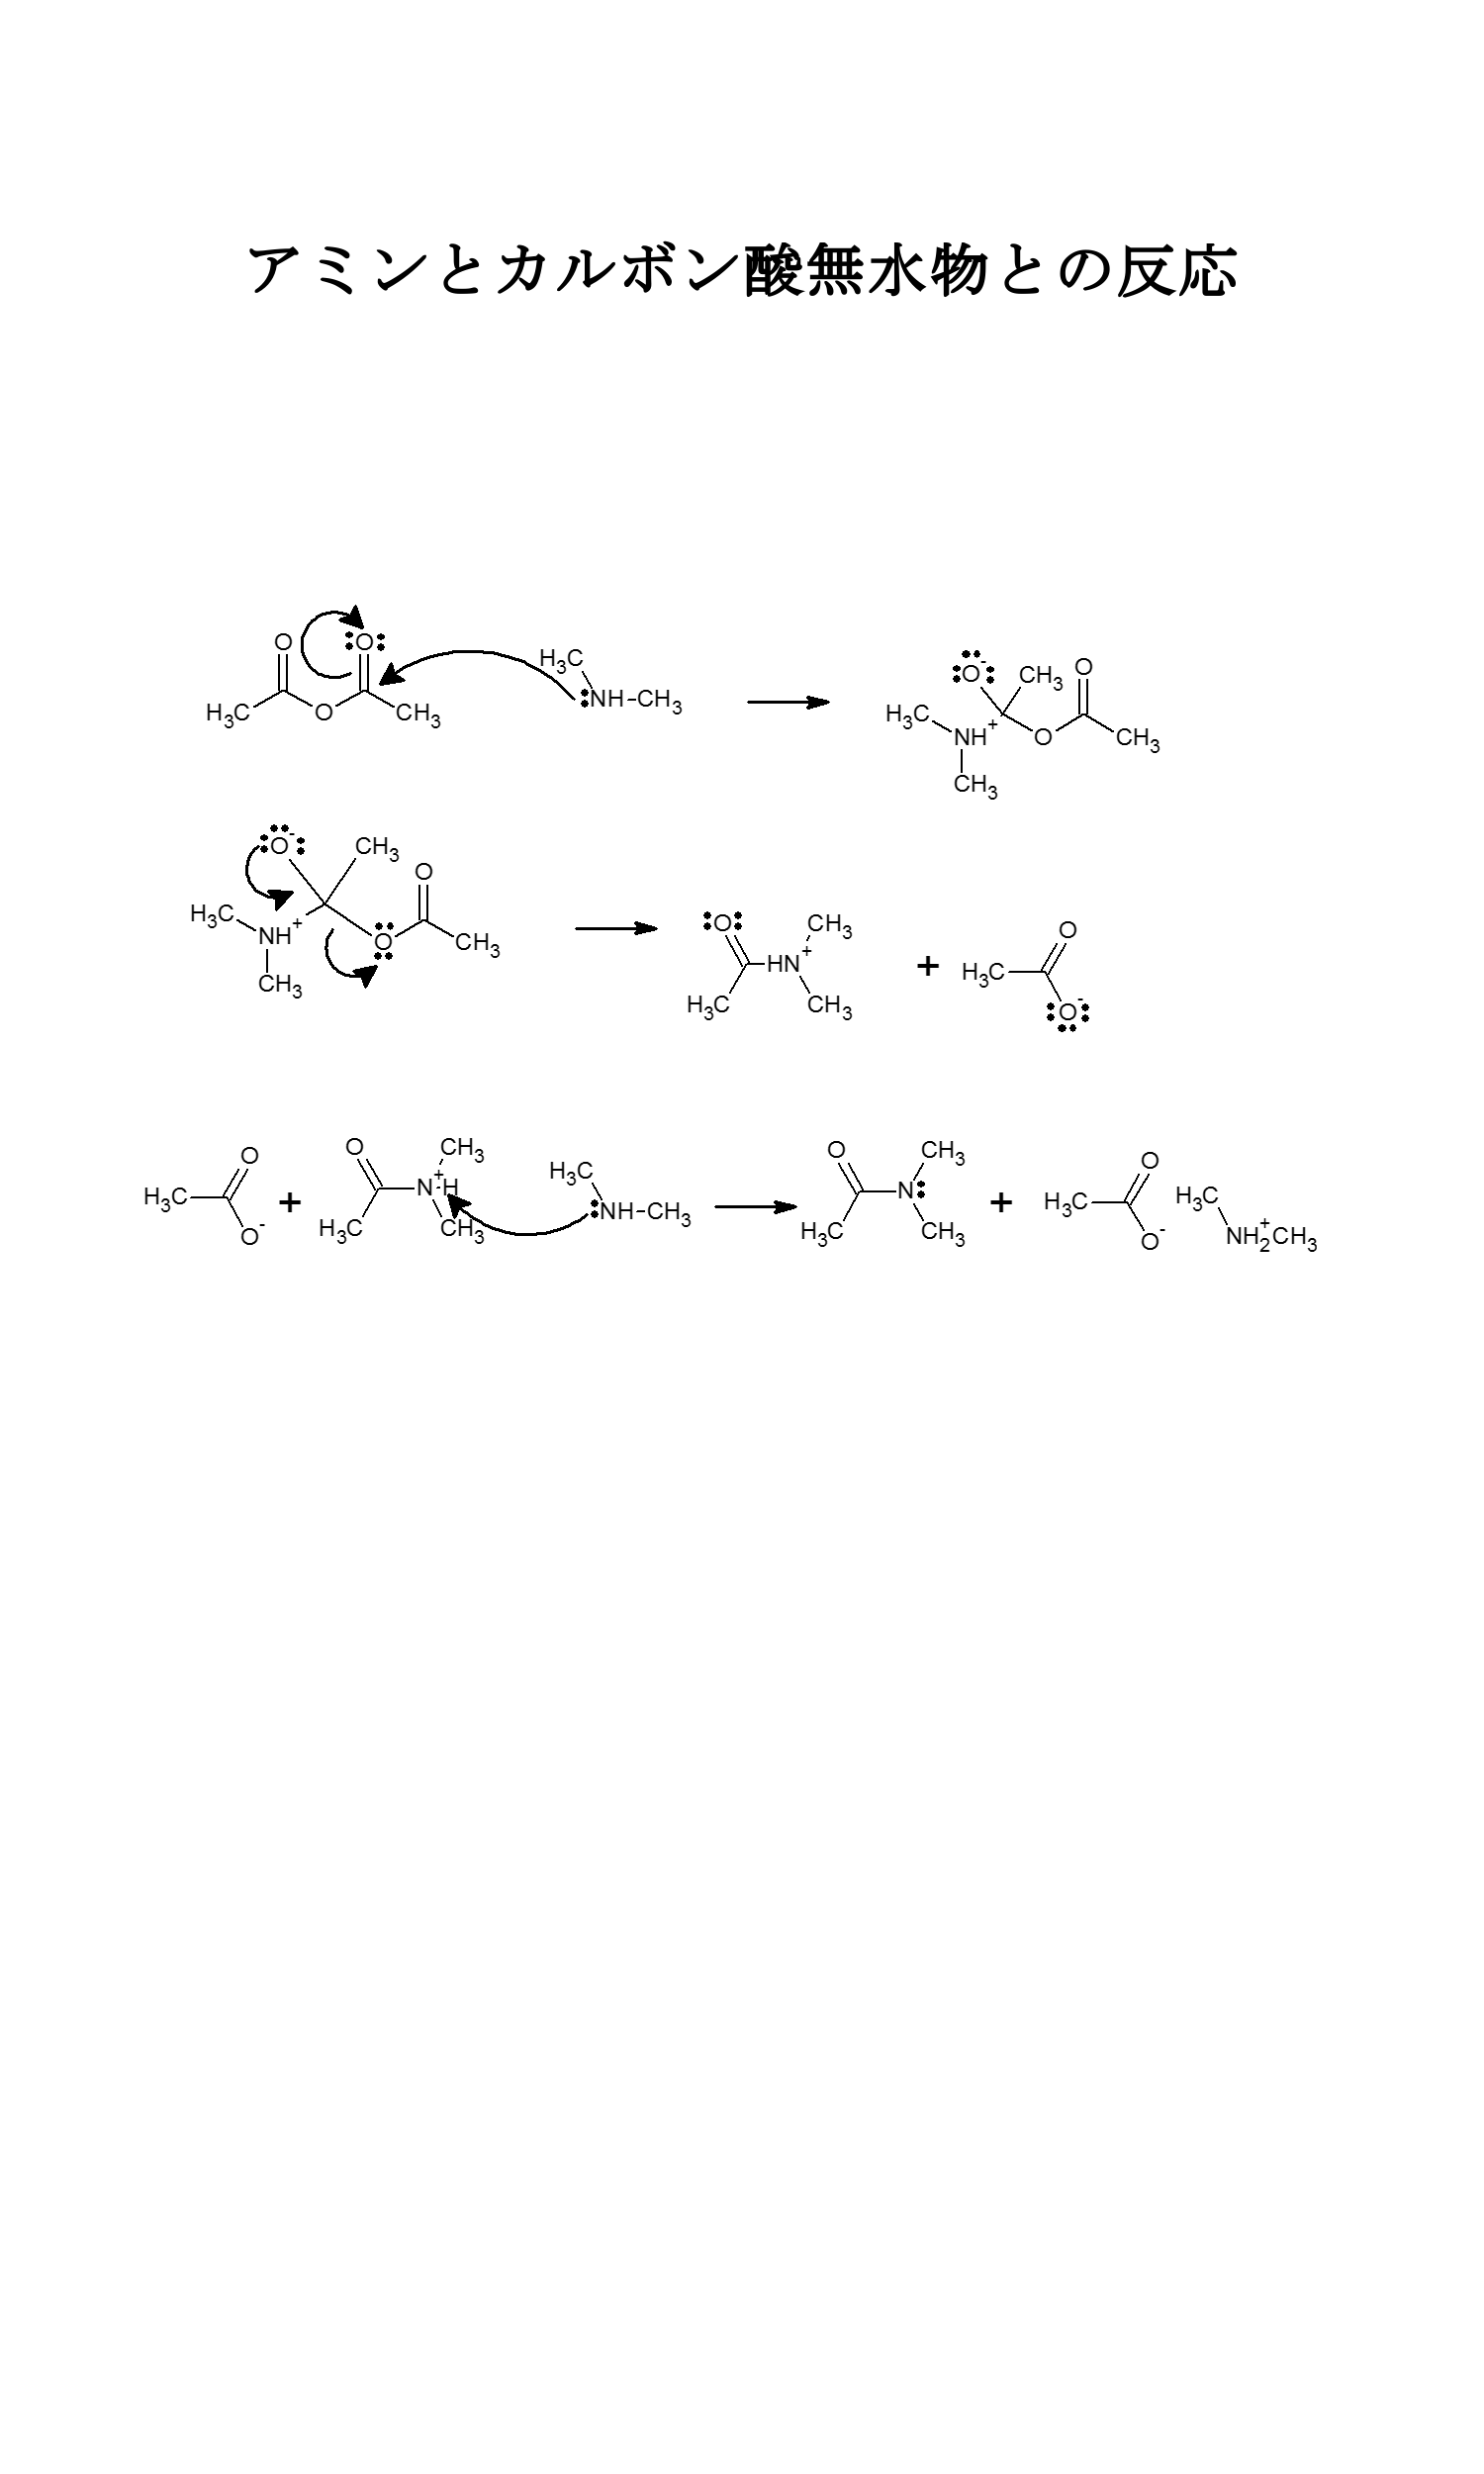 アミンとカルボン酸無水物との反応
O O H₃C O⁻ CH₃ O
H₃C O CH₃ NH CH₃ H₃C NH⁺ O CH₃
CH₃
O⁻ CH₃ O
H₃C NH⁺ O CH₃ O CH₃ O
CH₃ HN⁺ + H₃C
H₃C CH₃ O⁻
O O CH₃ H₃C O CH₃ O H₃C
H₃C + N⁺ H NH CH₃ N + H₃C
O⁻ H₃C CH₃ H₃C CH₃ O⁻ NH₂⁺ CH₃